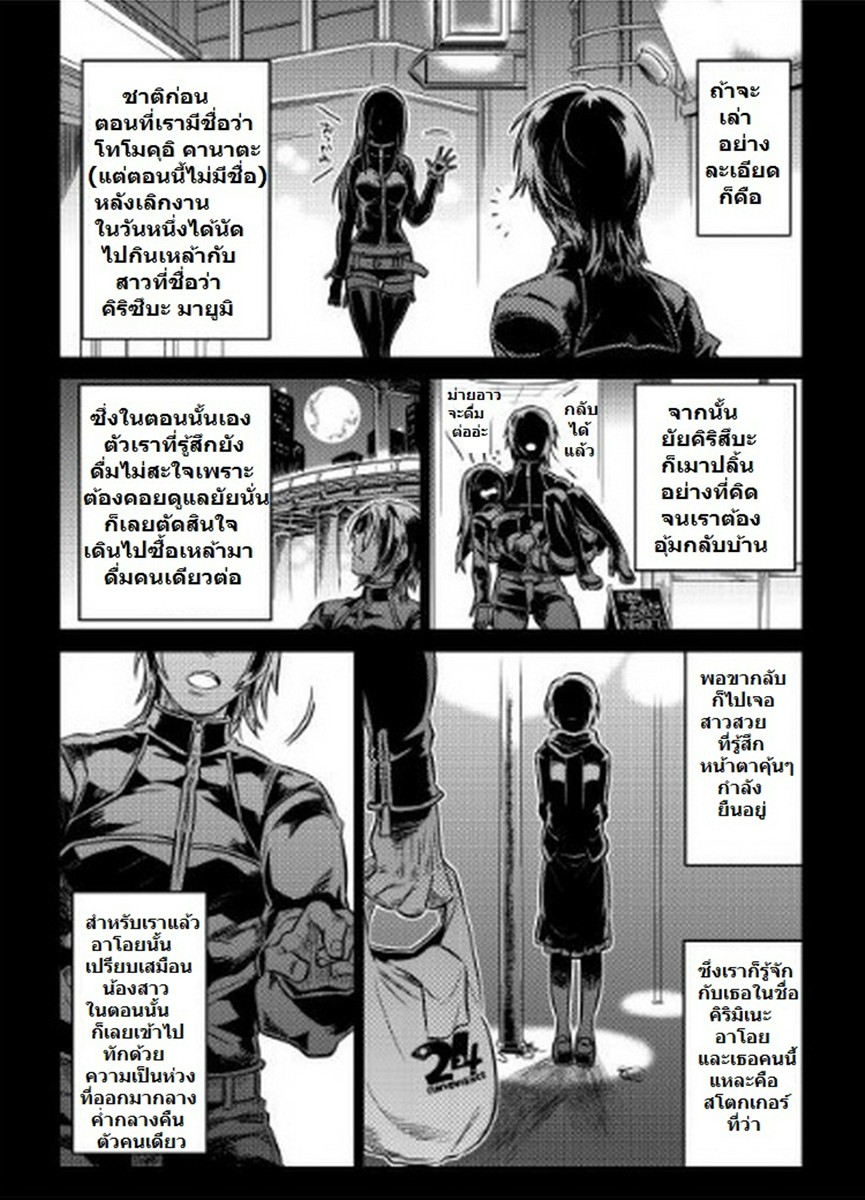 ถ้าจะ
เล่า
อย่าง
ละเอียด
ก็คือ
ชาติก่อน
ตอนที่เรามีชื่อว่า
โทโมคุอิ คานาตะ
(แต่ตอนนี้ไม่มีชื่อ)
หลังเลิกงาน
ในวันหนึ่งได้นัด
ไปกินเหล้ากับ
สาวที่ชื่อว่า
คิริซีบะ มายูมิ
จากนั้น
ยัยคิริสึบะ
ก็เมาปลิ้น
อย่างที่คิด
จนเราต้อง
อุ้มกลับบ้าน
กลับ
ได้
แล้ว
ม่ายอาว
จะดื่ม
ต่ออ่ะ
ซึ่งในตอนนั้นเอง
ตัวเราที่รู้สึกยัง
ดื่มไม่สะใจเพราะ
ต้องคอยดูแลยัยนั่น
ก็เลยตัดสินใจ
เดินไปซื้อเหล้ามา
ดื่มคนเดียวต่อ
พอขากลับ
ก็ไปเจอ
สาวสวย
ที่รู้สึก
หน้าตาคุ้นๆ
กำลัง
ยืนอยู่
ซึ่งเราก็รู้จัก
กับเธอในชื่อ
คิริมิเนะ
อาโอย
และเธอคนนี้
แหละคือ
สโตกเกอร์
ที่ว่า
24
สำหรับเราแล้ว
อาโอยนั้น
เปรียบเสมือน
น้องสาว
ในตอนนั้น
ก็เลยเข้าไป
ทักด้วย
ความเป็นห่วง
ที่ออกมากลาง
ค่ำกลางคืน
ตัวคนเดียว